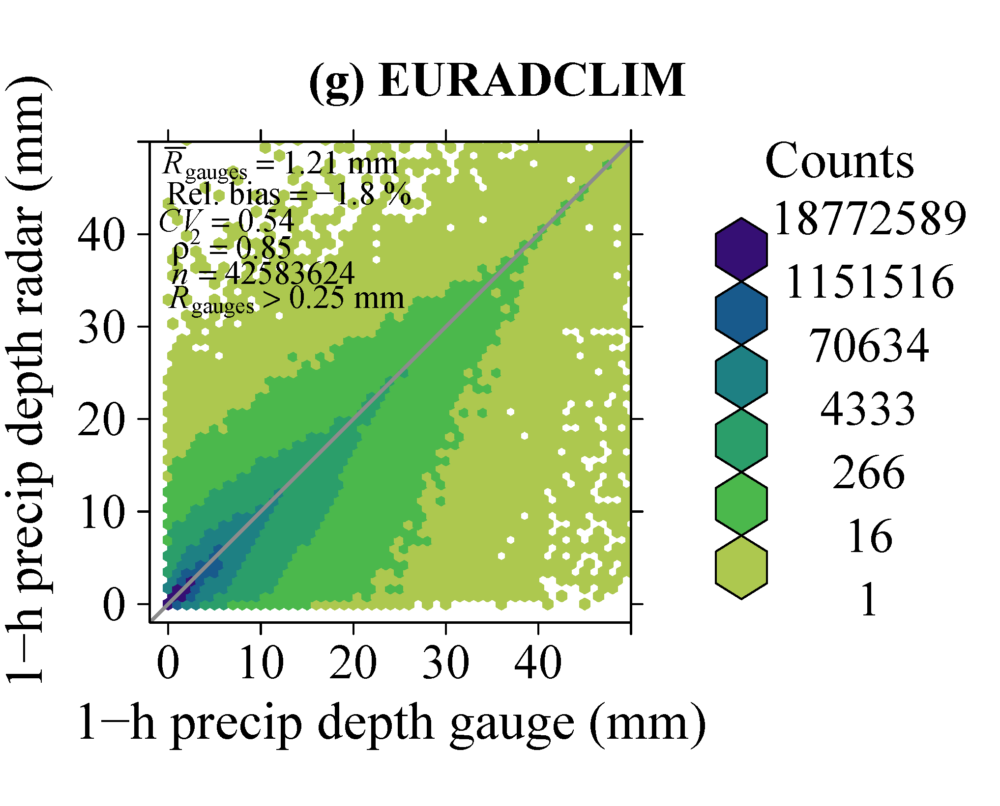 (g) EURADCLIM
R̅gauges = 1.21 mm
Rel. bias = −1.8 %
CV = 0.54
ρ² = 0.85
n = 42583624
Rgauges > 0.25 mm
1−h precip depth radar (mm)
40
30
20
10
0
0 10 20 30 40
1−h precip depth gauge (mm)
Counts
18772589
1151516
70634
4333
266
16
1